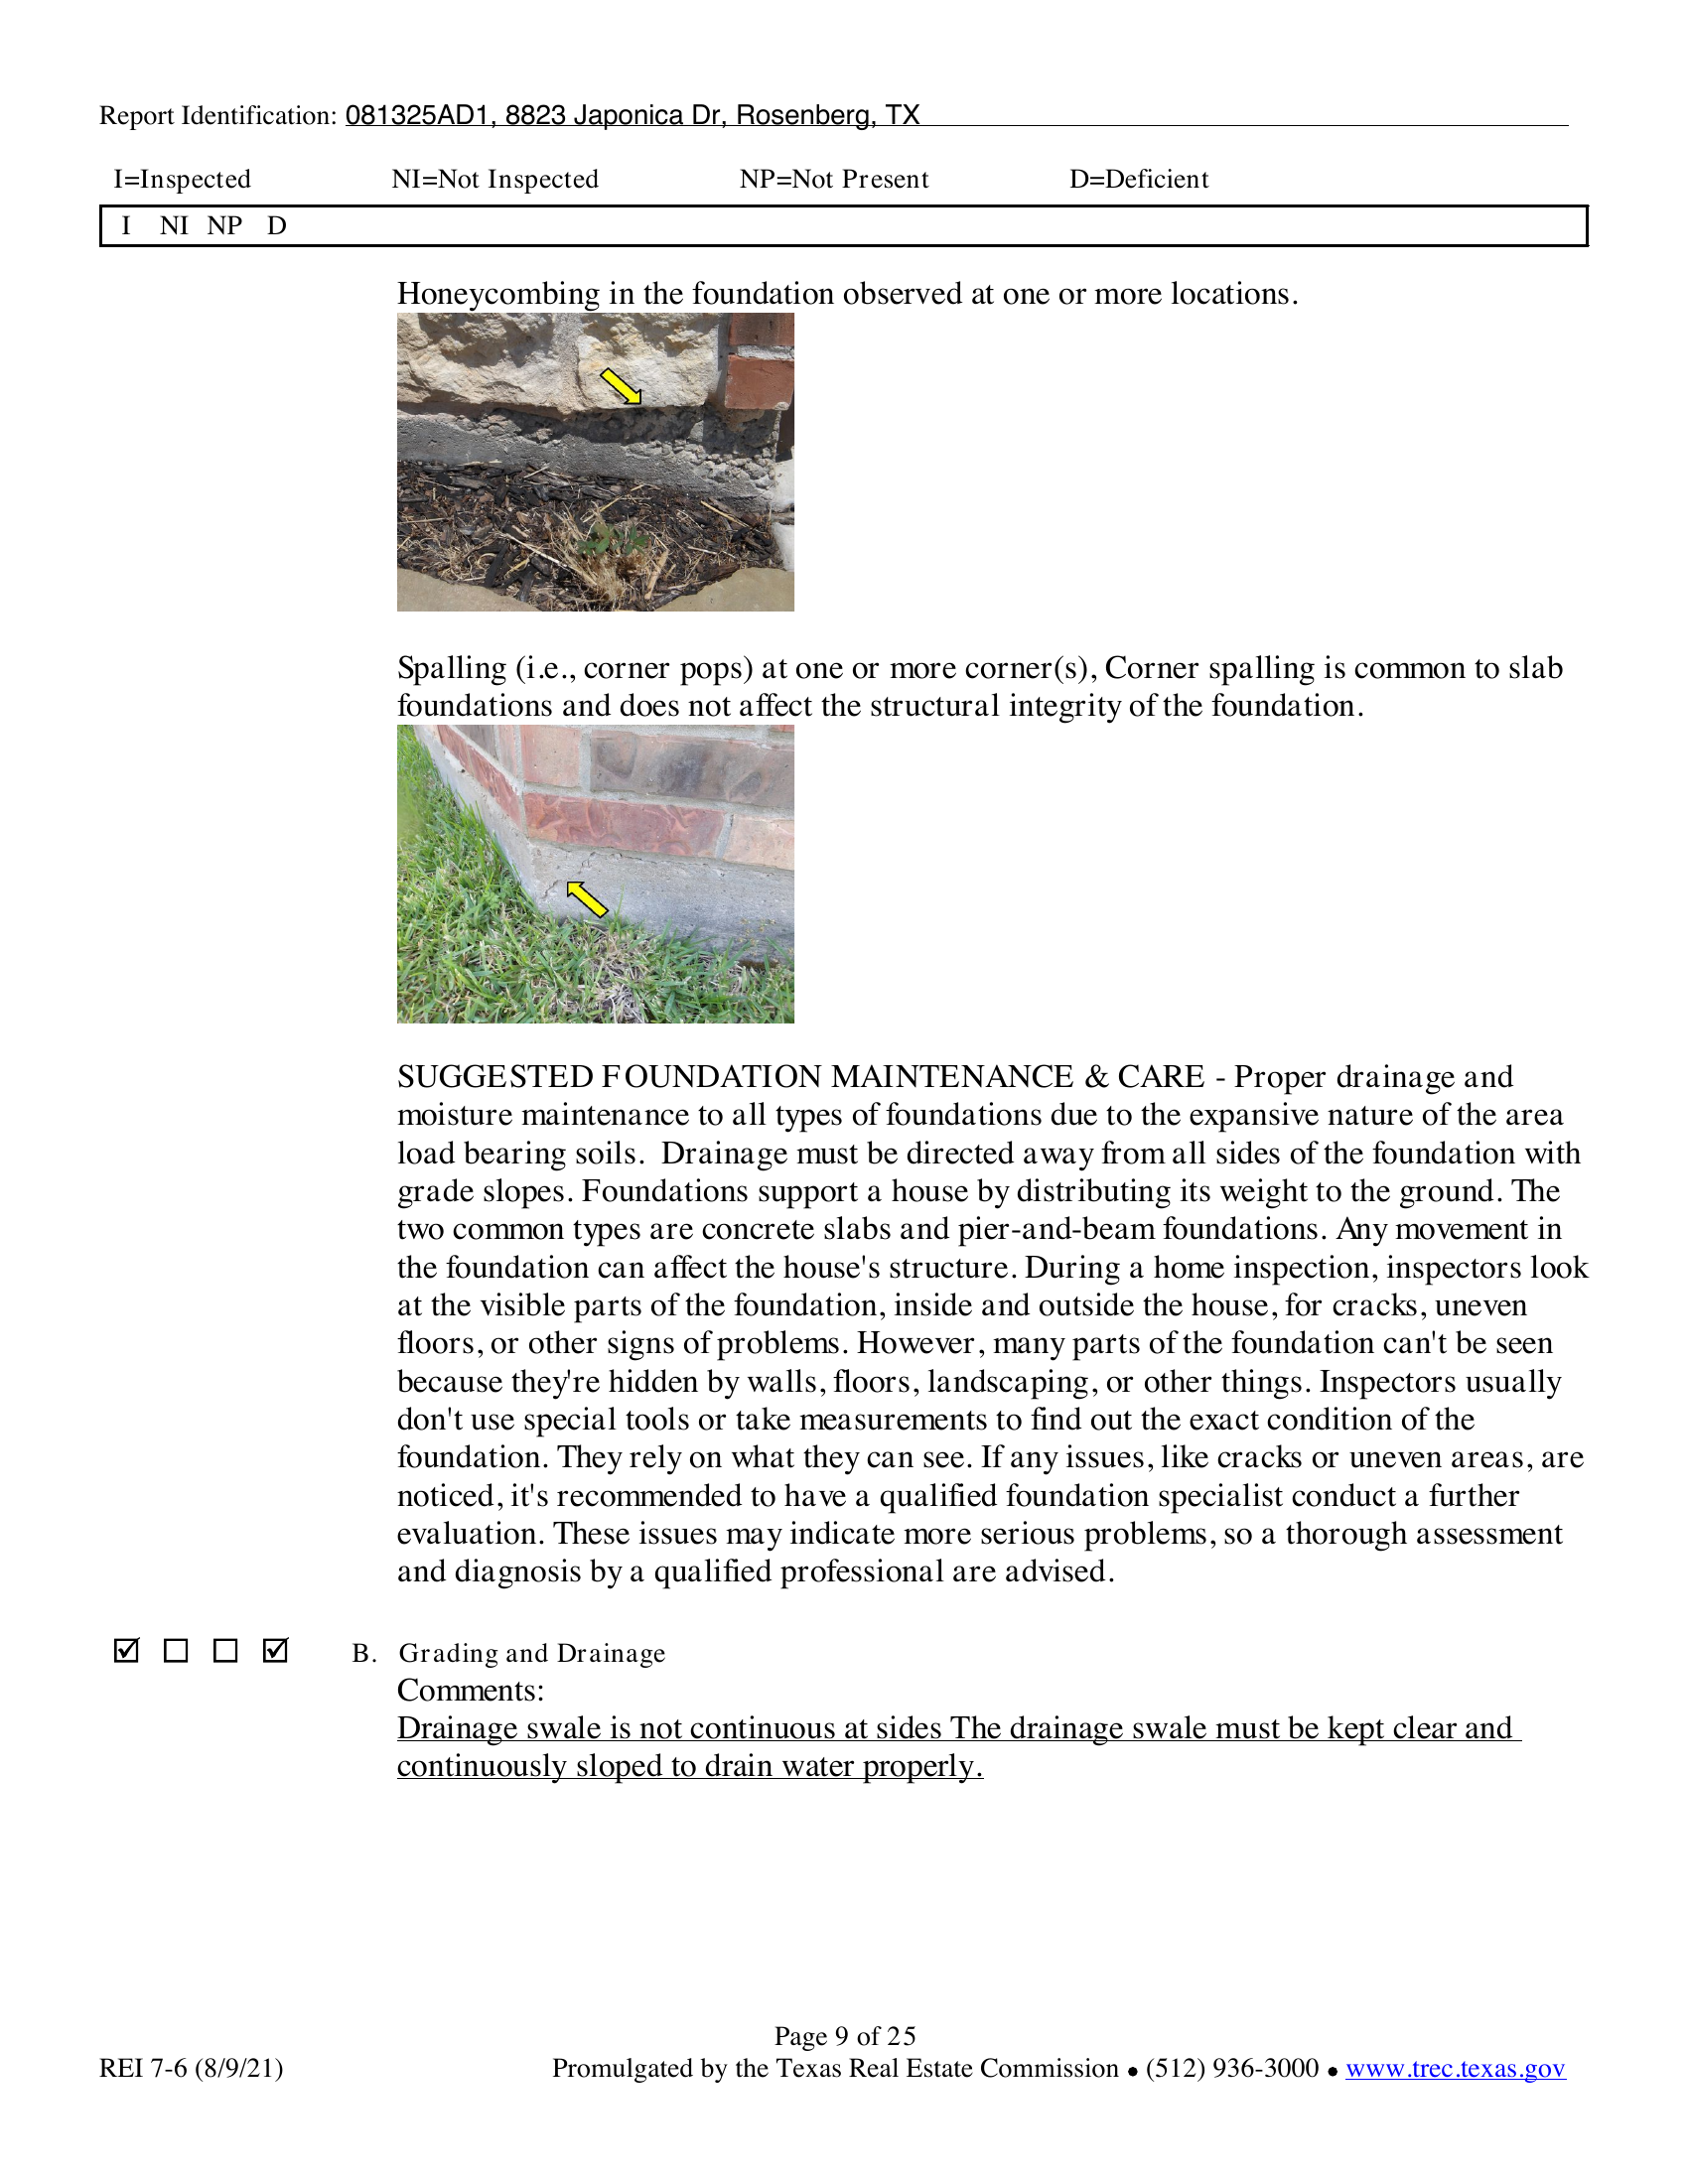 Report Identification: 081325AD1, 8823 Japonica Dr, Rosenberg, TX
I=Inspected NI=Not Inspected NP=Not Present D=Deficient
I NI NP D
Honeycombing in the foundation observed at one or more locations.
Spalling (i.e., corner pops) at one or more corner(s), Corner spalling is common to slab
foundations and does not affect the structural integrity of the foundation.
SUGGESTED FOUNDATION MAINTENANCE & CARE - Proper drainage and
moisture maintenance to all types of foundations due to the expansive nature of the area
load bearing soils. Drainage must be directed away from all sides of the foundation with
grade slopes. Foundations support a house by distributing its weight to the ground. The
two common types are concrete slabs and pier-and-beam foundations. Any movement in
the foundation can affect the house's structure. During a home inspection, inspectors look
at the visible parts of the foundation, inside and outside the house, for cracks, uneven
floors, or other signs of problems. However, many parts of the foundation can't be seen
because they're hidden by walls, floors, landscaping, or other things. Inspectors usually
don't use special tools or take measurements to find out the exact condition of the
foundation. They rely on what they can see. If any issues, like cracks or uneven areas, are
noticed, it's recommended to have a qualified foundation specialist conduct a further
evaluation. These issues may indicate more serious problems, so a thorough assessment
and diagnosis by a qualified professional are advised.
B. Grading and Drainage
Comments:
Drainage swale is not continuous at sides The drainage swale must be kept clear and
continuously sloped to drain water properly.
Page 9 of 25
REI 7-6 (8/9/21) Promulgated by the Texas Real Estate Commission ● (512) 936-3000 ● www.trec.texas.gov